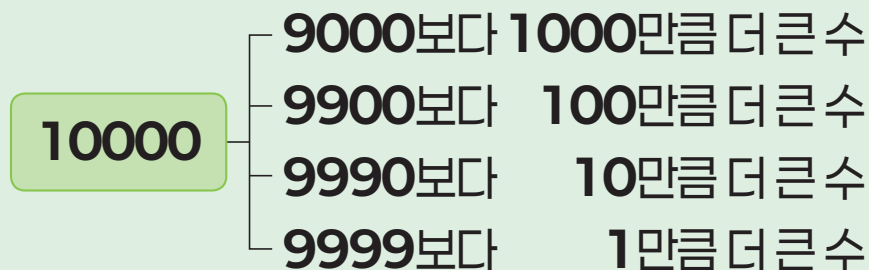 10000
9000보다 1000만큼 더 큰 수
9900보다 100만큼 더 큰 수
9990보다 10만큼 더 큰 수
9999보다 1만큼 더 큰 수